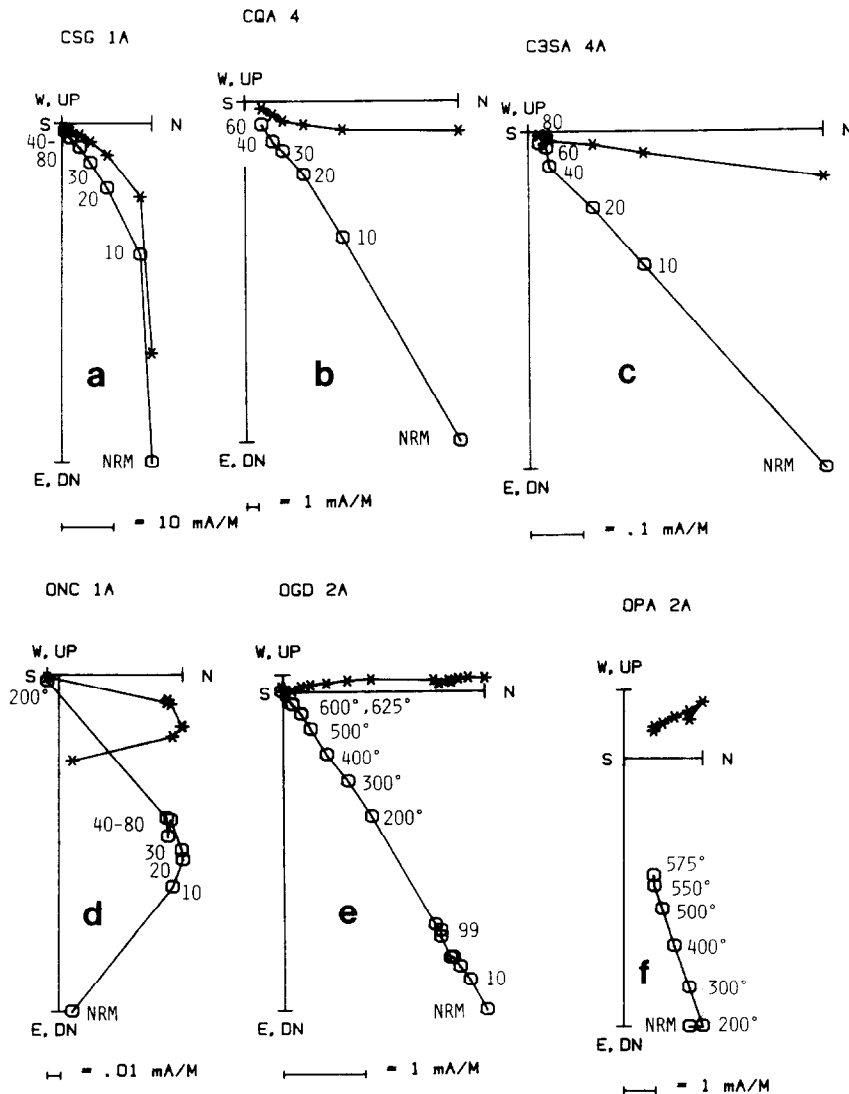 CSG 1A
W, UP
S
N
40-
80
30
20
10
a
NRM
E, DN
= 10 mA/M
CQA 4
W, UP
S
N
60
40
30
20
10
b
NRM
E, DN
= 1 mA/M
C3SA 4A
W, UP
S
N
80
60
40
20
10
c
NRM
E, DN
= .1 mA/M
ONC 1A
W, UP
S
N
200°
40-80
30
20
10
d
NRM
E, DN
= .01 mA/M
OGD 2A
W, UP
S
N
600°, 625°
500°
400°
300°
200°
99
10
e
NRM
E, DN
= 1 mA/M
OPA 2A
W, UP
S
N
575°
550°
500°
400°
f
300°
NRM
200°
E, DN
= 1 mA/M